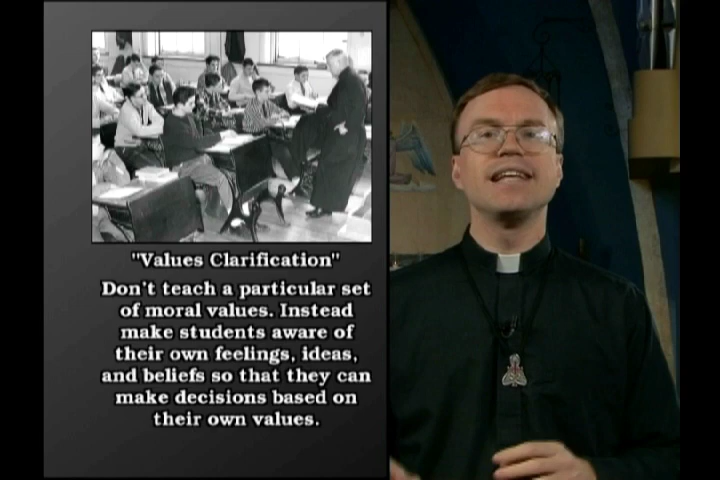 "Values Clarification"
Don't teach a particular set
of moral values. Instead
make students aware of
their own feelings, ideas,
and beliefs so that they can
make decisions based on
their own values.